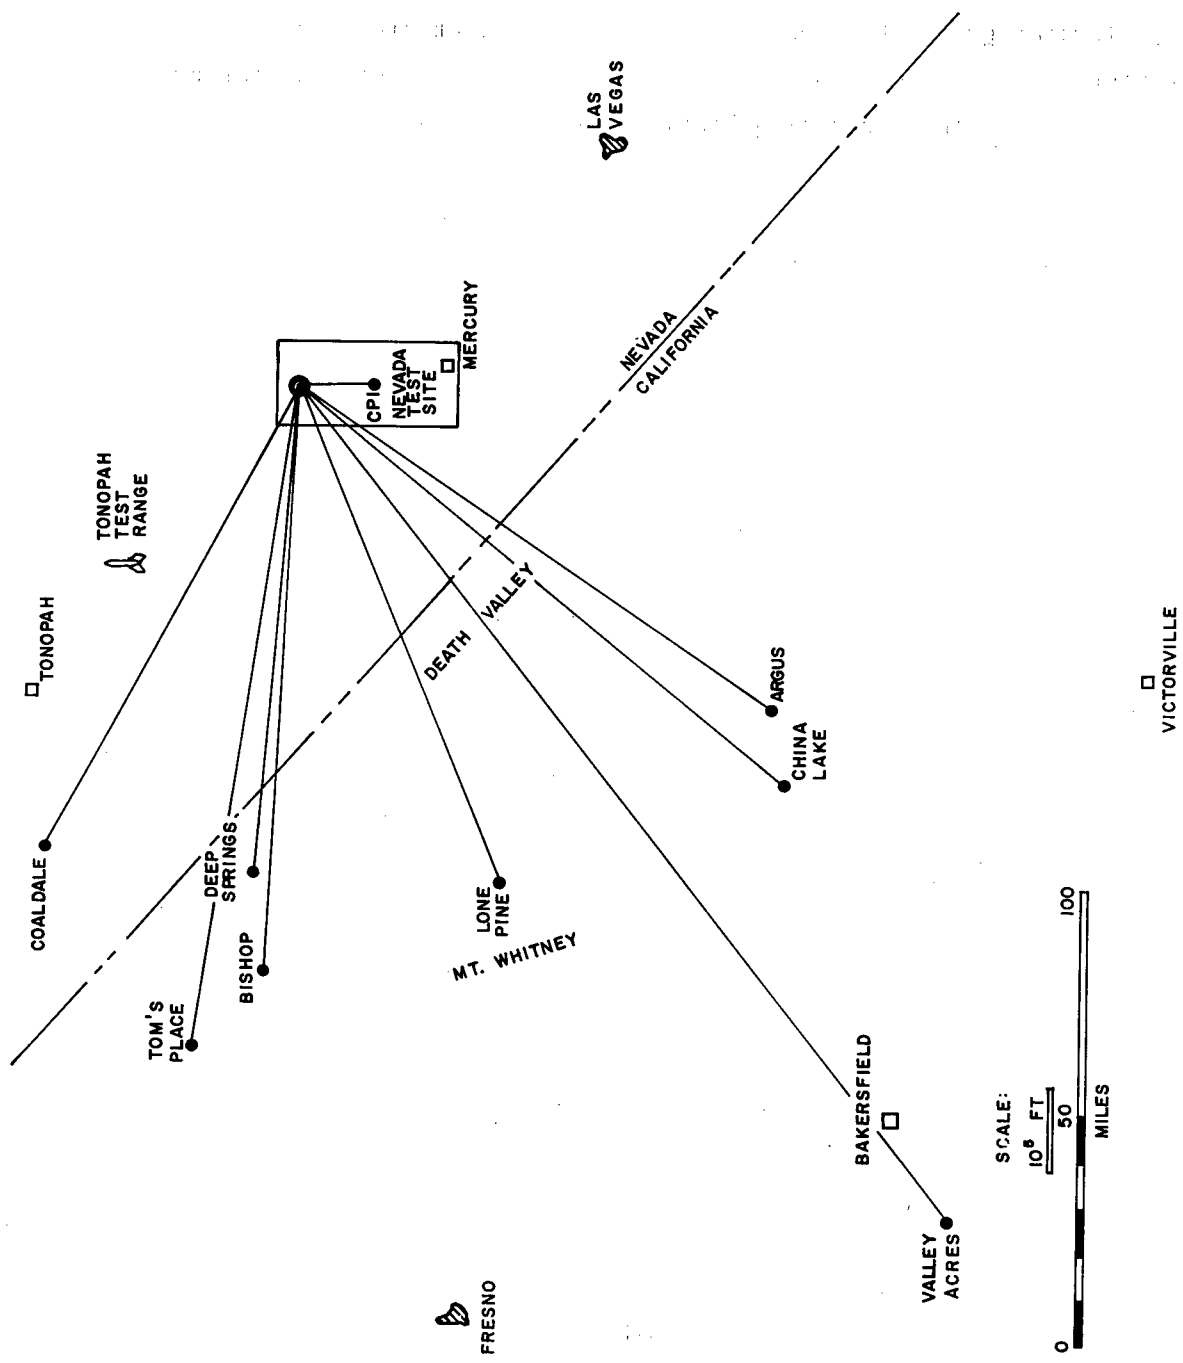 TONOPAH
COALDALE
TONOPAH
TEST
RANGE
TOM'S
PLACE
DEEP
SPRINGS
BISHOP
CPI
NEVADA
TEST
SITE
MERCURY
LAS
VEGAS
DEATH VALLEY
NEVADA
CALIFORNIA
LONE
PINE
MT. WHITNEY
FRESNO
ARGUS
CHINA
LAKE
BAKERSFIELD
VALLEY
ACRES
VICTORVILLE
SCALE:
10⁵ FT
0 50 100
MILES